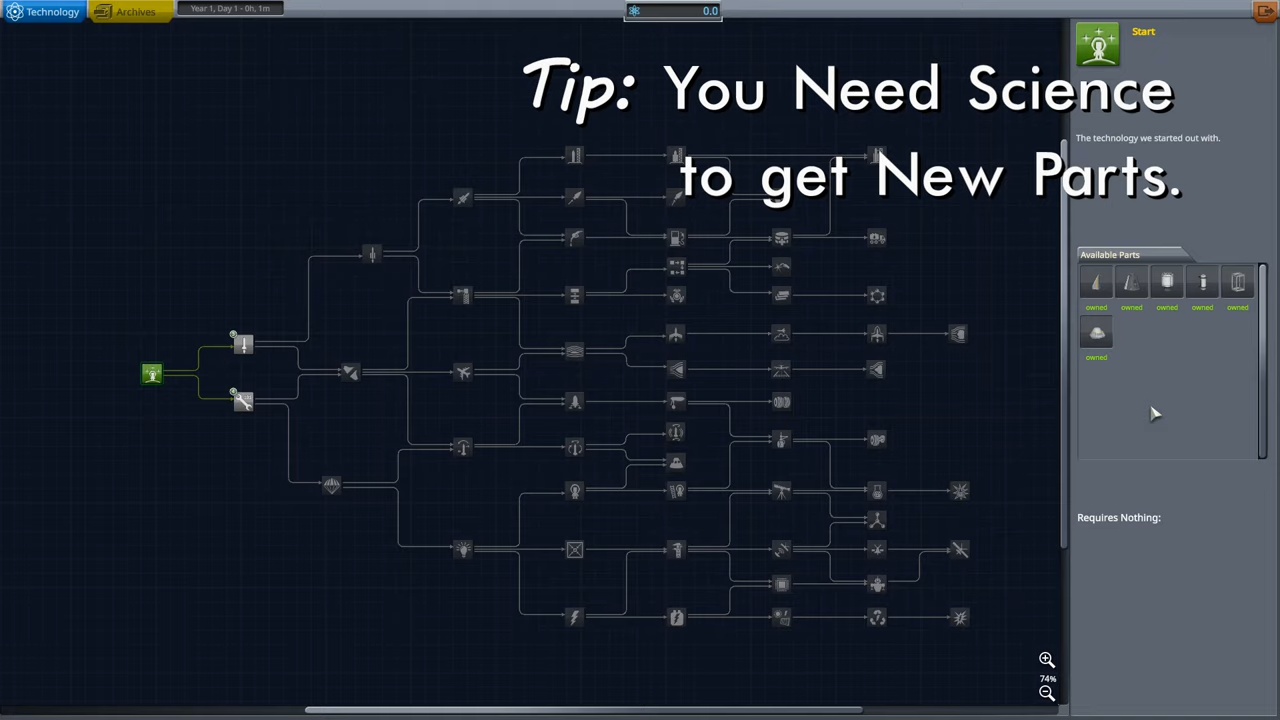 Technology
Archives
Year 1, Day 1 - 0h, 1m
0.0
Start
Tip: You Need Science
to get New Parts.
The technology we started out with.
Available Parts
owned owned owned owned owned
owned
Requires Nothing:
74%